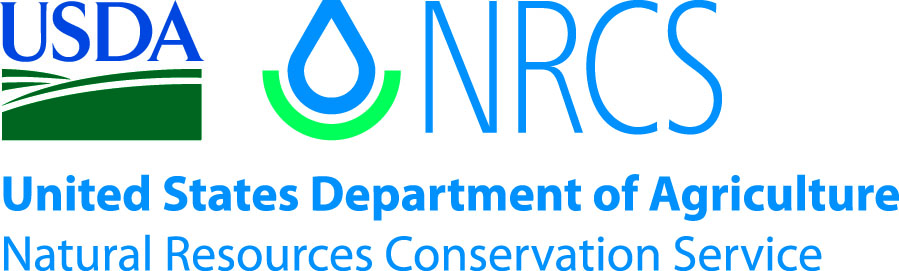 USDA NRCS
United States Department of Agriculture
Natural Resources Conservation Service